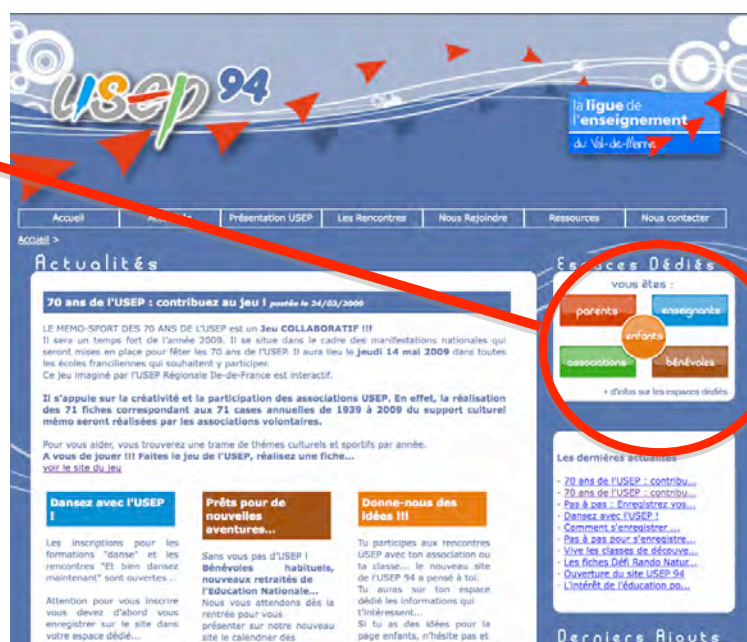 usep 94
la ligue de
l'enseignement
du Val-de-Marne
Accueil
Présentation USEP
Les Rencontres
Nous Rejoindre
Ressources
Nous contacter
Accueil >
Actualités
70 ans de l'USEP : contribuez au jeu ! postée le 24/03/2009
LE MEMO-SPORT DES 70 ANS DE L'USEP est un Jeu COLLABORATIF !!!
Il sera un temps fort de l'année 2009. Il se situe dans le cadre des manifestations nationales qui
seront mises en place pour fêter les 70 ans de l'USEP. Il aura lieu le jeudi 14 mai 2009 dans toutes
les écoles franciliennes qui souhaitent y participer.
Ce jeu imaginé par l'USEP Régionale Ile-de-France est interactif.
Il s'appuie sur la créativité et la participation des associations USEP. En effet, la réalisation
des 71 fiches correspondant aux 71 cases annuelles de 1939 à 2009 du support culturel
mémo seront réalisées par les associations volontaires.
Pour vous aider, vous trouverez une trame de thèmes culturels et sportifs par année.
A vous de jouer !!! Faites le jeu de l'USEP, réalisez une fiche...
voir le site du jeu
Dansez avec l'USEP
!
Les inscriptions pour les
formations "danse" et les
rencontres "Et bien dansez
maintenant" sont ouvertes...
Attention pour vous inscrire
vous devez d'abord vous
enregistrer sur le site dans
votre espace dédié...
Prêts pour de
nouvelles
aventures...
Sans vous pas d'USEP !
Bénévoles habituels,
nouveaux retraités de
l'Education Nationale...
Nous vous attendons dès la
rentrée pour vous
présenter sur notre nouveau
site le calendrier des
Donne-nous des
idées !!!
Tu participes aux rencontres
USEP avec ton association ou
ta classe... le nouveau site
de l'USEP 94 a pensé à toi.
Tu auras sur ton espace
dédié les informations qui
t'intéressent...
Si tu as des idées pour la
page enfants, n'hésite pas et
Espaces Dédiés
vous êtes :
parents
enseignants
enfants
associations
bénévoles
+ d'infos sur les espaces dédiés
Les dernières actualités
- 70 ans de l'USEP : contribu...
- 70 ans de l'USEP : contribu...
- Pas à pas : Enregistrez vos...
- Dansez avec l'USEP !
- Comment s'enregistrer ...
- Pas à pas pour s'enregistre...
- Vive les classes de découve...
- Les fiches Défi Rando Natur...
- Ouverture du site USEP 94
- L'intérêt de l'éducation po...
Derniers Ajouts